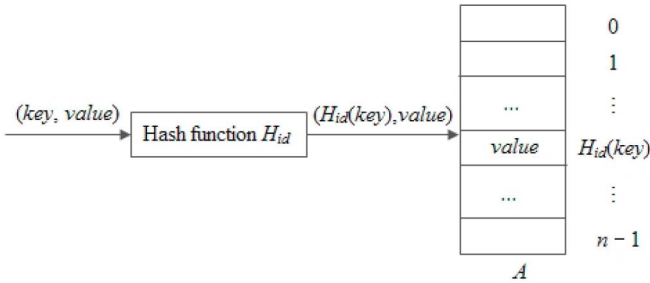 0
1
(key, value)
Hash function H_id
(H_id(key),value)
...
⋮
value
H_id(key)
...
⋮
n − 1
A